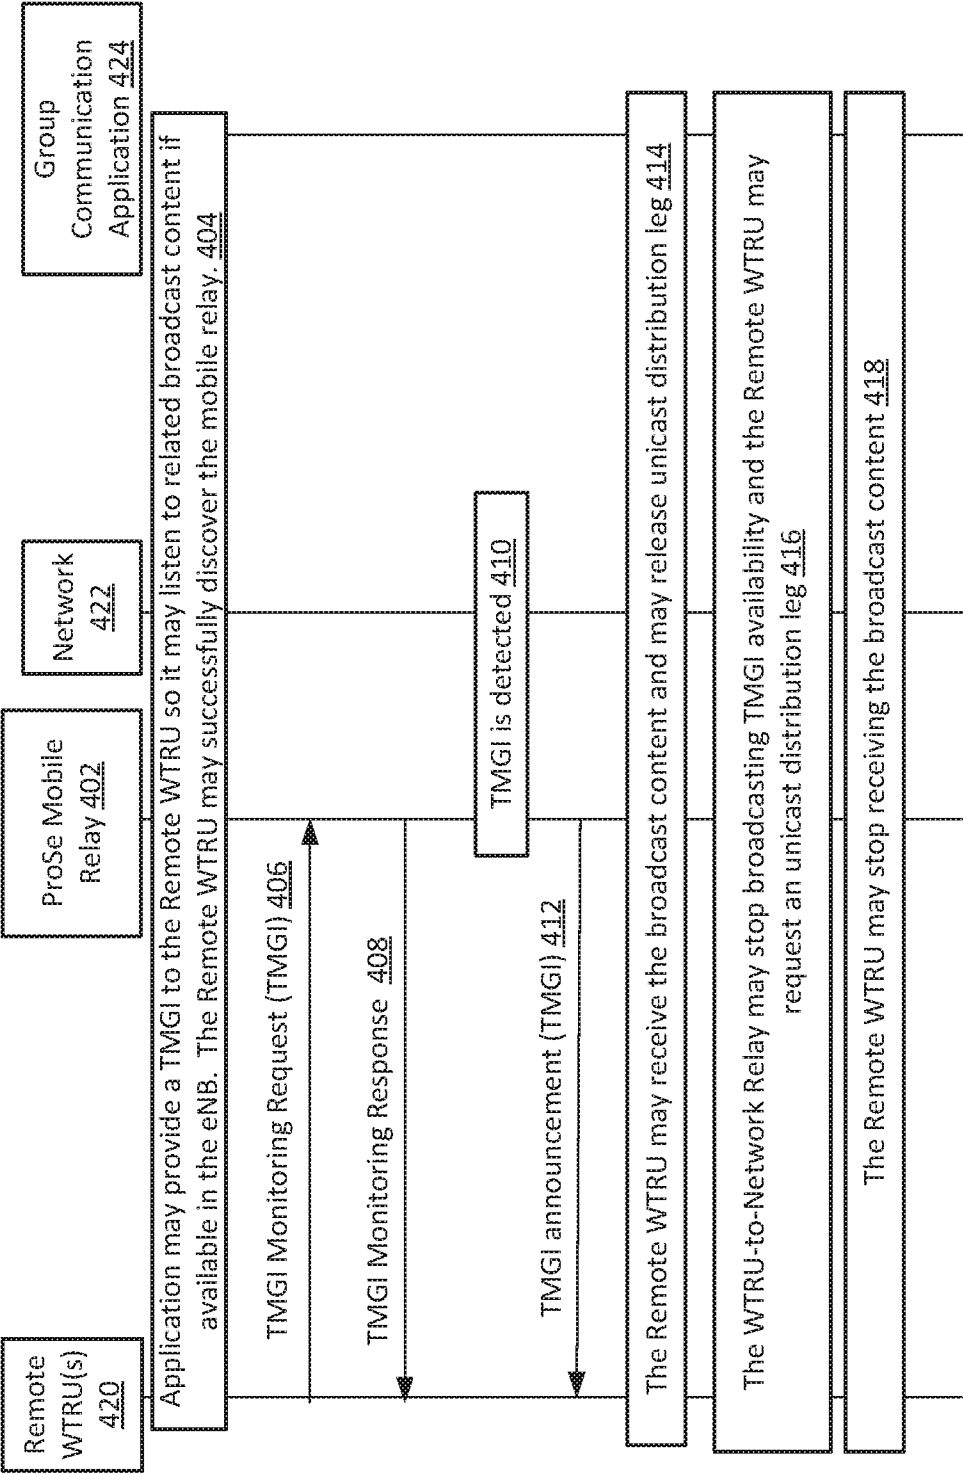 Remote
WTRU(s)
420
ProSe Mobile
Relay 402
Network
422
Group
Communication
Application 424
Application may provide a TMGI to the Remote WTRU so it may listen to related broadcast content if
available in the eNB. The Remote WTRU may successfully discover the mobile relay. 404
TMGI Monitoring Request (TMGI) 406
TMGI Monitoring Response 408
TMGI is detected 410
TMGI announcement (TMGI) 412
The Remote WTRU may receive the broadcast content and may release unicast distribution leg 414
The WTRU-to-Network Relay may stop broadcasting TMGI availability and the Remote WTRU may
request an unicast distribution leg 416
The Remote WTRU may stop receiving the broadcast content 418